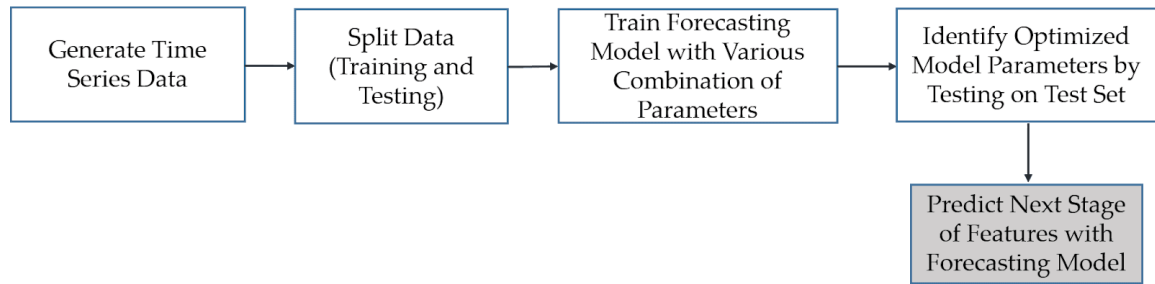 Generate Time
Series Data
Split Data
(Training and
Testing)
Train Forecasting
Model with Various
Combination of
Parameters
Identify Optimized
Model Parameters by
Testing on Test Set
Predict Next Stage
of Features with
Forecasting Model